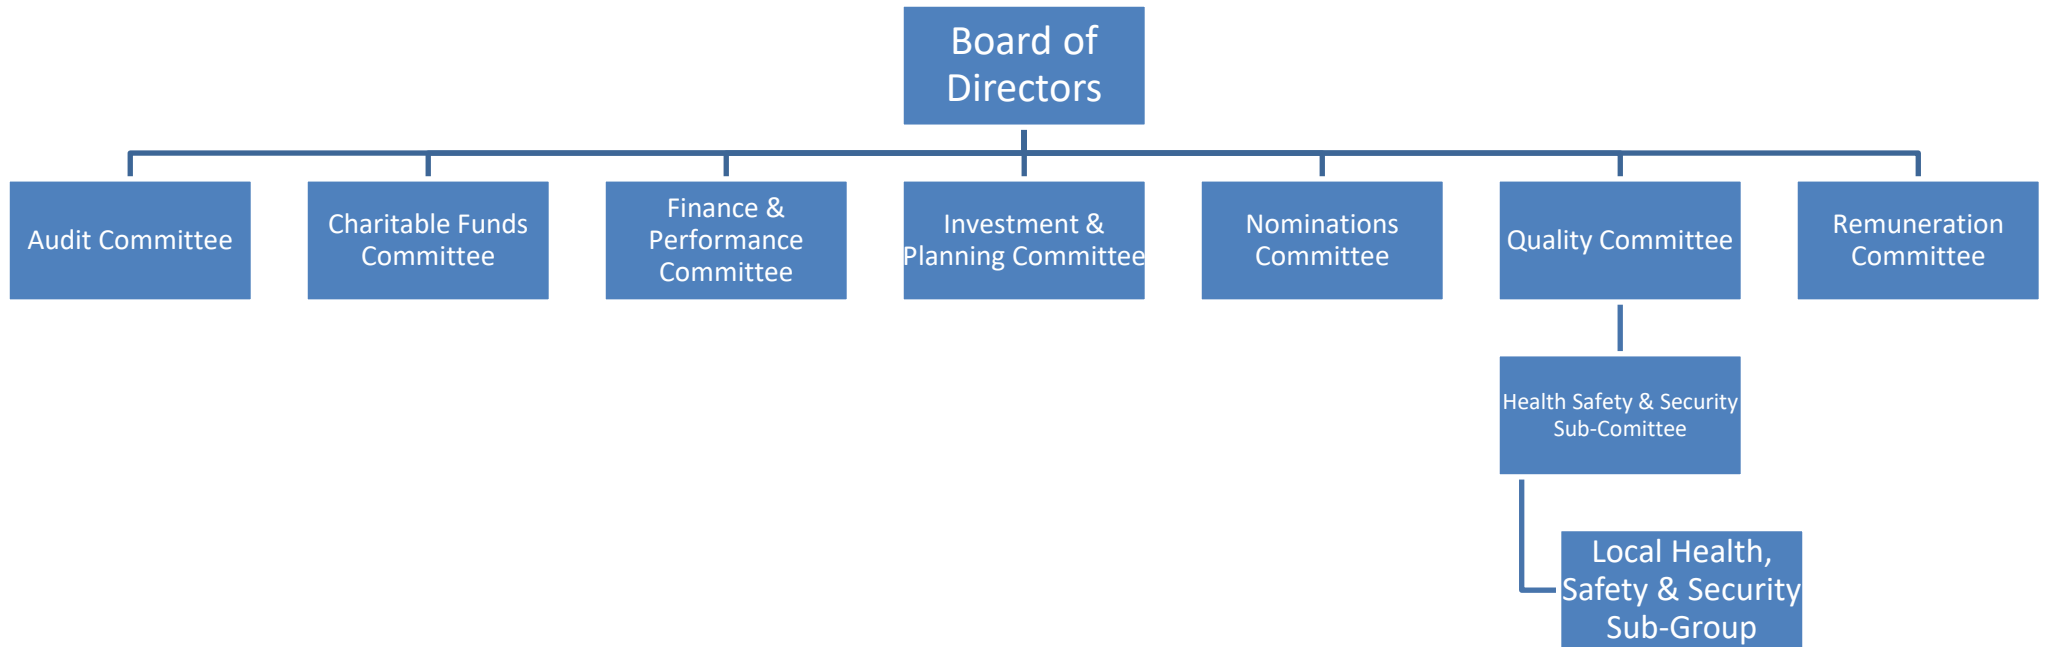 Board of
Directors
Audit Committee
Charitable Funds
Committee
Finance &
Performance
Committee
Investment &
Planning Committee
Nominations
Committee
Quality Committee
Remuneration
Committee
Health Safety & Security
Sub-Comittee
Local Health,
Safety & Security
Sub-Group